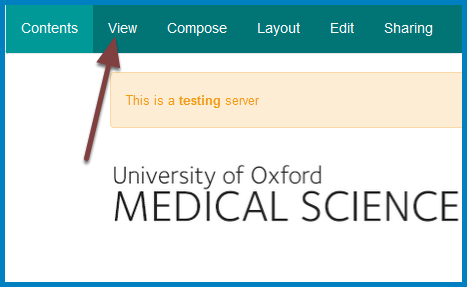 Contents View Compose Layout Edit Sharing
This is a testing server
University of Oxford
MEDICAL SCIENCE